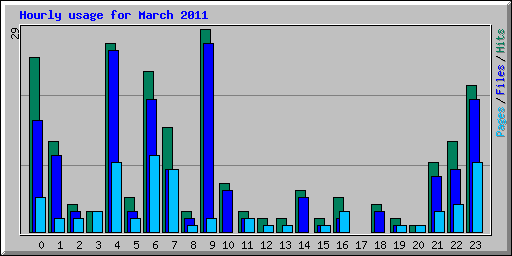 Hourly usage for March 2011
29
Pages/Files/Hits
0 1 2 3 4 5 6 7 8 9 10 11 12 13 14 15 16 17 18 19 20 21 22 23